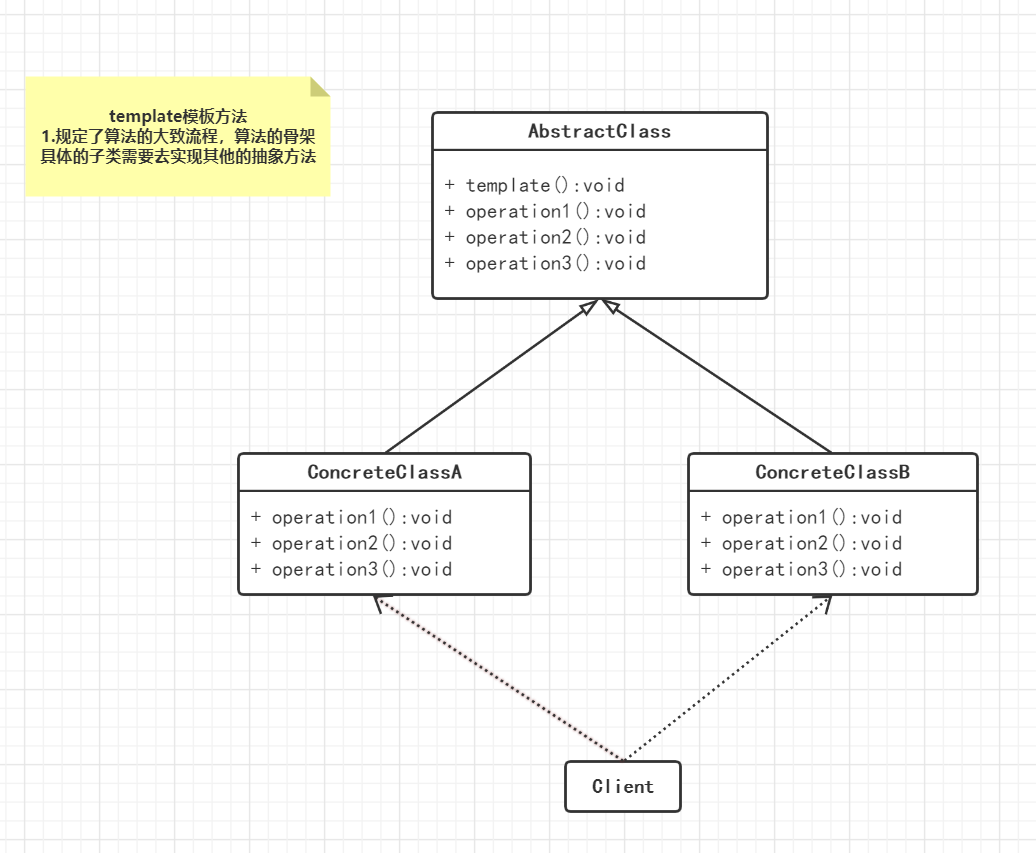 template模板方法
1.规定了算法的大致流程，算法的骨架
具体的子类需要去实现其他的抽象方法
AbstractClass
+ template():void
+ operation1():void
+ operation2():void
+ operation3():void
ConcreteClassA
+ operation1():void
+ operation2():void
+ operation3():void
ConcreteClassB
+ operation1():void
+ operation2():void
+ operation3():void
Client